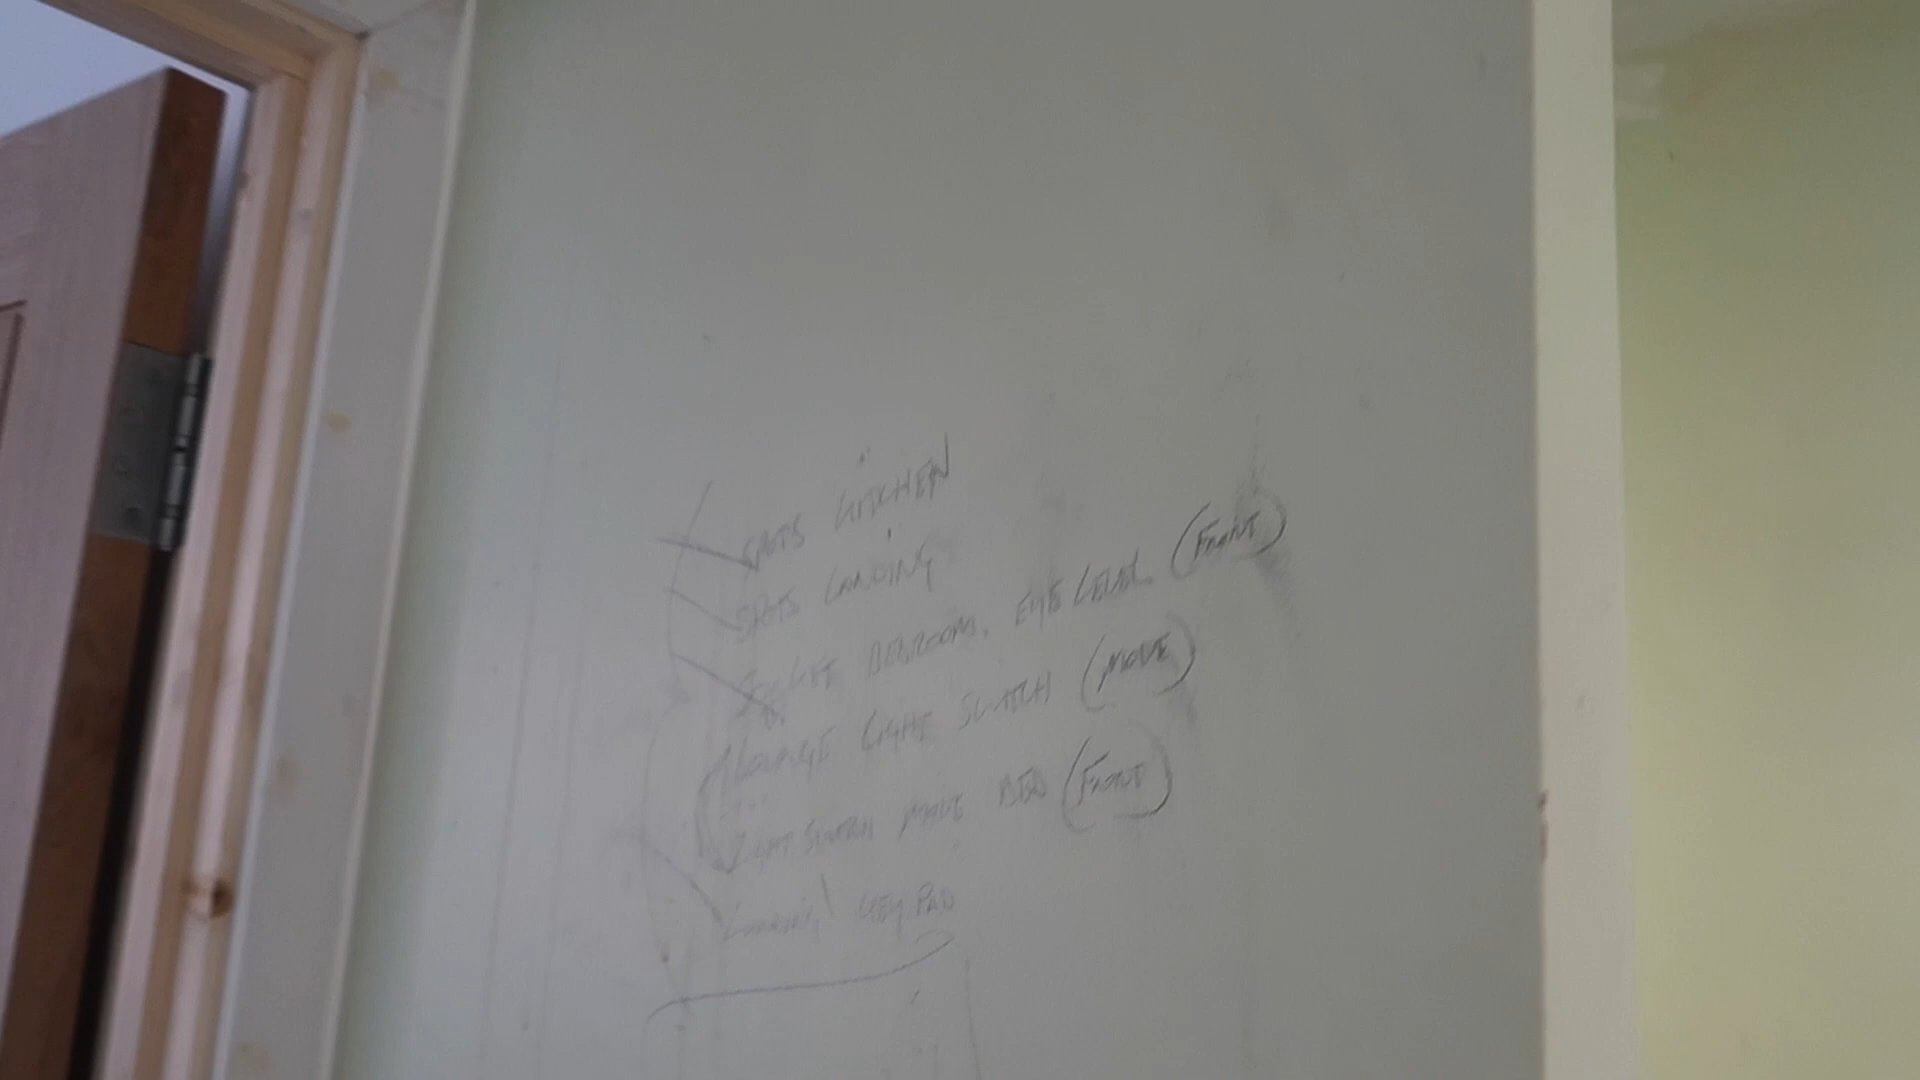 SPOTS KITCHEN
SPOTS LANDING
SOCKET BEDROOM. EYE LEVEL (FRONT)
LOUNGE LIGHT SWITCH (MOVE)
LIGHT SWITCH MOVE BED (FRONT)
KEY PAD